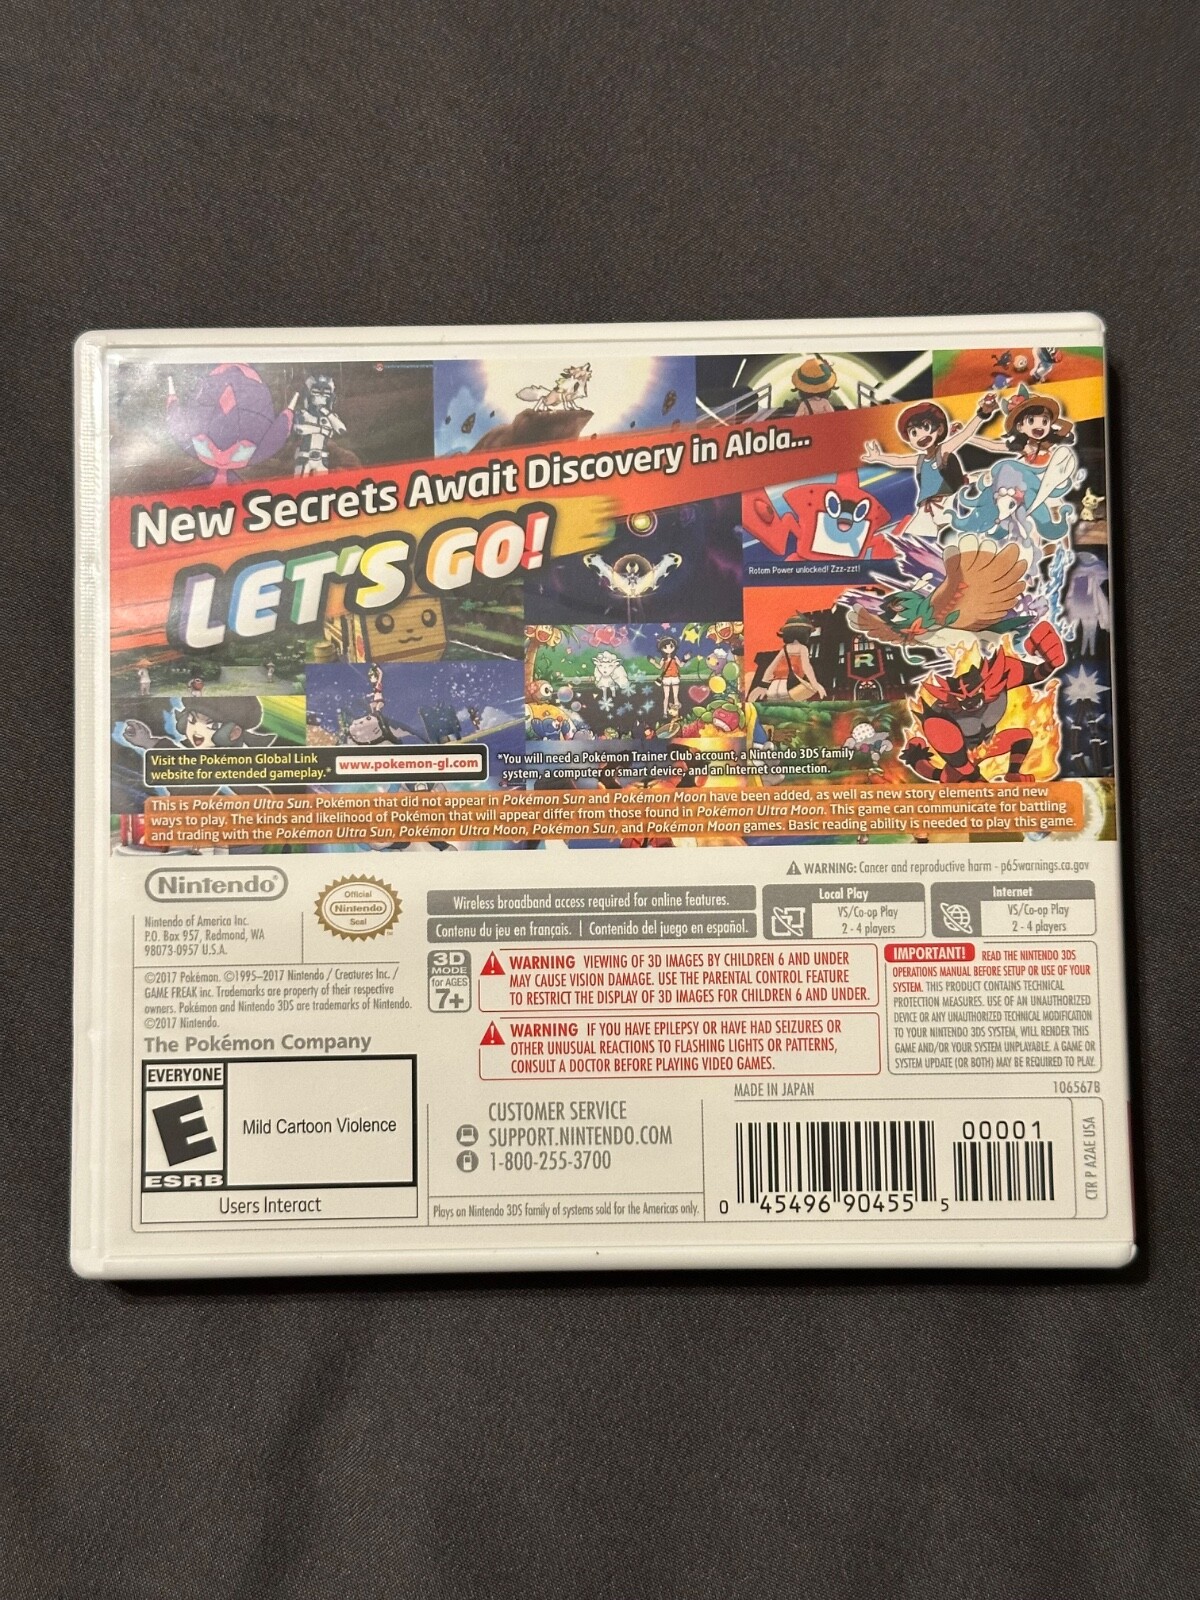 New Secrets Await Discovery in Alola...
LET'S GO!
Rotom Power unlocked! Zzz-zzt!
R
Visit the Pokémon Global Link
website for extended gameplay.*
www.pokemon-gl.com
*You will need a Pokémon Trainer Club account, a Nintendo 3DS family
system, a computer or smart device, and an Internet connection.
This is Pokémon Ultra Sun. Pokémon that did not appear in Pokémon Sun and Pokémon Moon have been added, as well as new story elements and new
ways to play. The kinds and likelihood of Pokémon that will appear differ from those found in Pokémon Ultra Moon. This game can communicate for battling
and trading with the Pokémon Ultra Sun, Pokémon Ultra Moon, Pokémon Sun, and Pokémon Moon games. Basic reading ability is needed to play this game.
WARNING: Cancer and reproductive harm - p65warnings.ca.gov
Nintendo®
Nintendo of America Inc.
P.O. Box 957, Redmond, WA
98073-0957 U.S.A.
Official
Nintendo
Seal
Wireless broadband access required for online features.
Contenu du jeu en français. | Contenido del juego en español.
Local Play
VS/Co-op Play
2 - 4 players
Internet
VS/Co-op Play
2 - 4 players
©2017 Pokémon. ©1995–2017 Nintendo / Creatures Inc. /
GAME FREAK inc. Trademarks are property of their respective
owners. Pokémon and Nintendo 3DS are trademarks of Nintendo.
©2017 Nintendo.
The Pokémon Company
3D
MODE
for AGES
7+
WARNING VIEWING OF 3D IMAGES BY CHILDREN 6 AND UNDER
MAY CAUSE VISION DAMAGE. USE THE PARENTAL CONTROL FEATURE
TO RESTRICT THE DISPLAY OF 3D IMAGES FOR CHILDREN 6 AND UNDER.
WARNING IF YOU HAVE EPILEPSY OR HAVE HAD SEIZURES OR
OTHER UNUSUAL REACTIONS TO FLASHING LIGHTS OR PATTERNS,
CONSULT A DOCTOR BEFORE PLAYING VIDEO GAMES.
IMPORTANT! READ THE NINTENDO 3DS
OPERATIONS MANUAL BEFORE SETUP OR USE OF YOUR
SYSTEM. THIS PRODUCT CONTAINS TECHNICAL
PROTECTION MEASURES. USE OF AN UNAUTHORIZED
DEVICE OR ANY UNAUTHORIZED TECHNICAL MODIFICATION
TO YOUR NINTENDO 3DS SYSTEM, WILL RENDER THIS
GAME AND/OR YOUR SYSTEM UNPLAYABLE. A GAME OR
SYSTEM UPDATE (OR BOTH) MAY BE REQUIRED TO PLAY.
EVERYONE
E
ESRB
Mild Cartoon Violence
Users Interact
CUSTOMER SERVICE
SUPPORT.NINTENDO.COM
1-800-255-3700
Plays on Nintendo 3DS family of systems sold for the Americas only.
MADE IN JAPAN
106567B
00001
0 45496 90455 5
CTR P A2AE USA